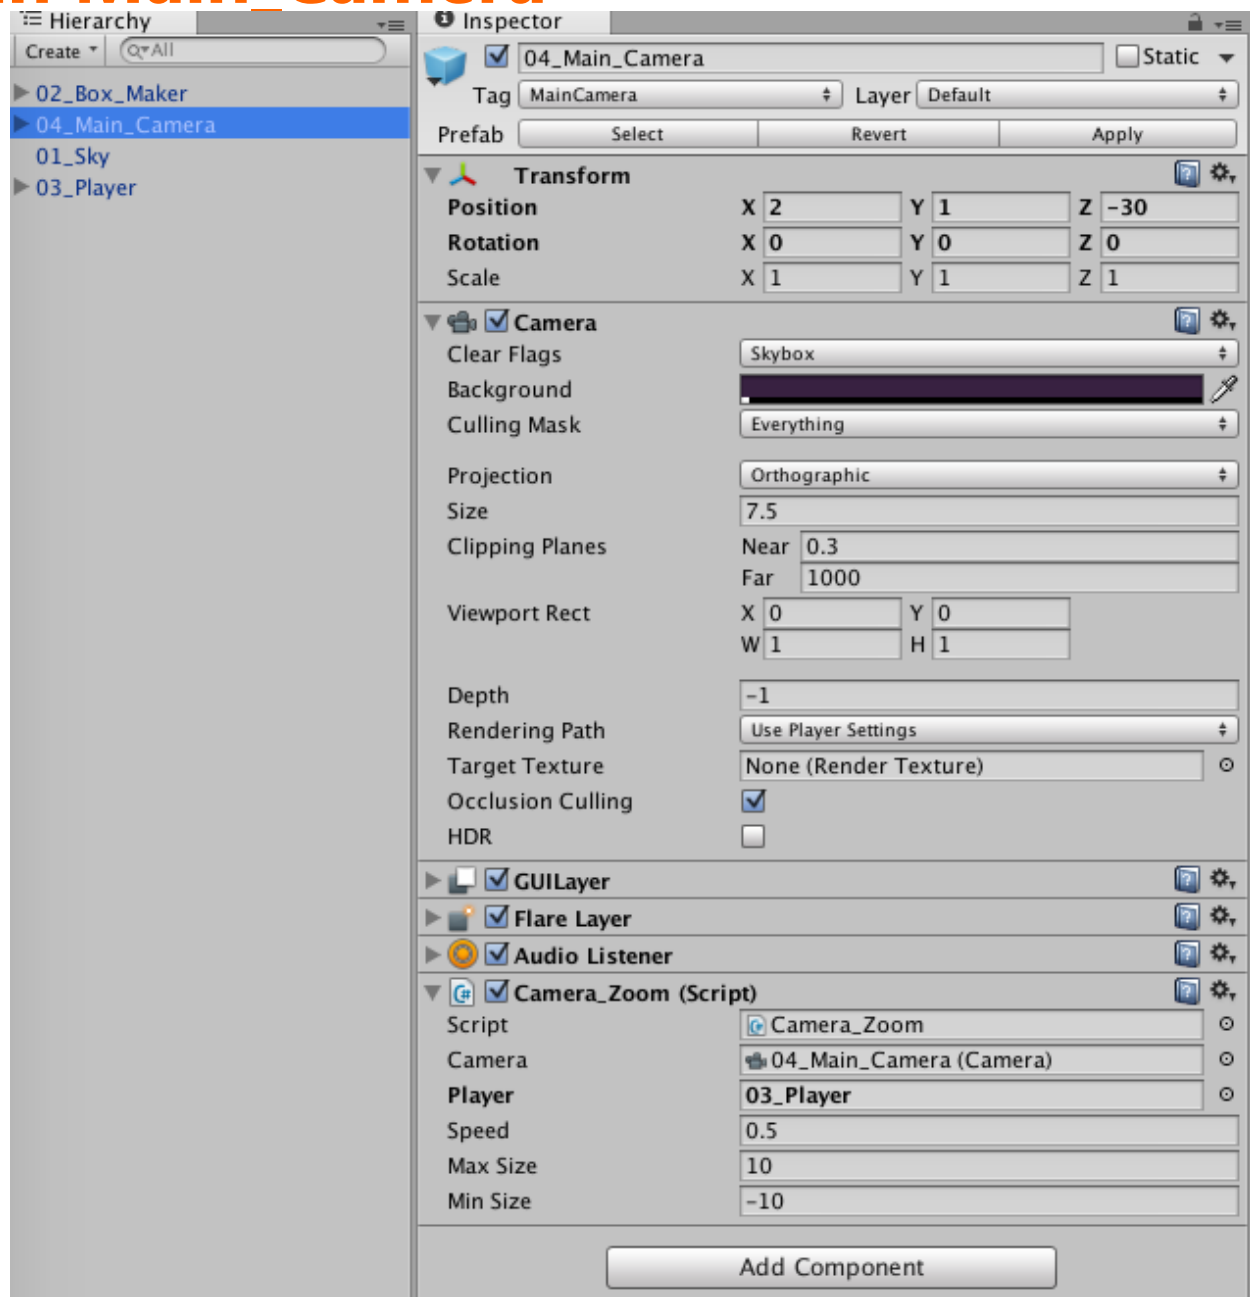 Main_Camera
Hierarchy
Create
All
02_Box_Maker
04_Main_Camera
01_Sky
03_Player
Inspector
04_Main_Camera Static
Tag MainCamera Layer Default
Prefab Select Revert Apply
Transform
Position X 2 Y 1 Z -30
Rotation X 0 Y 0 Z 0
Scale X 1 Y 1 Z 1
Camera
Clear Flags Skybox
Background
Culling Mask Everything
Projection Orthographic
Size 7.5
Clipping Planes Near 0.3
Far 1000
Viewport Rect X 0 Y 0
W 1 H 1
Depth -1
Rendering Path Use Player Settings
Target Texture None (Render Texture)
Occlusion Culling
HDR
GUILayer
Flare Layer
Audio Listener
Camera_Zoom (Script)
Script Camera_Zoom
Camera 04_Main_Camera (Camera)
Player 03_Player
Speed 0.5
Max Size 10
Min Size -10
Add Component